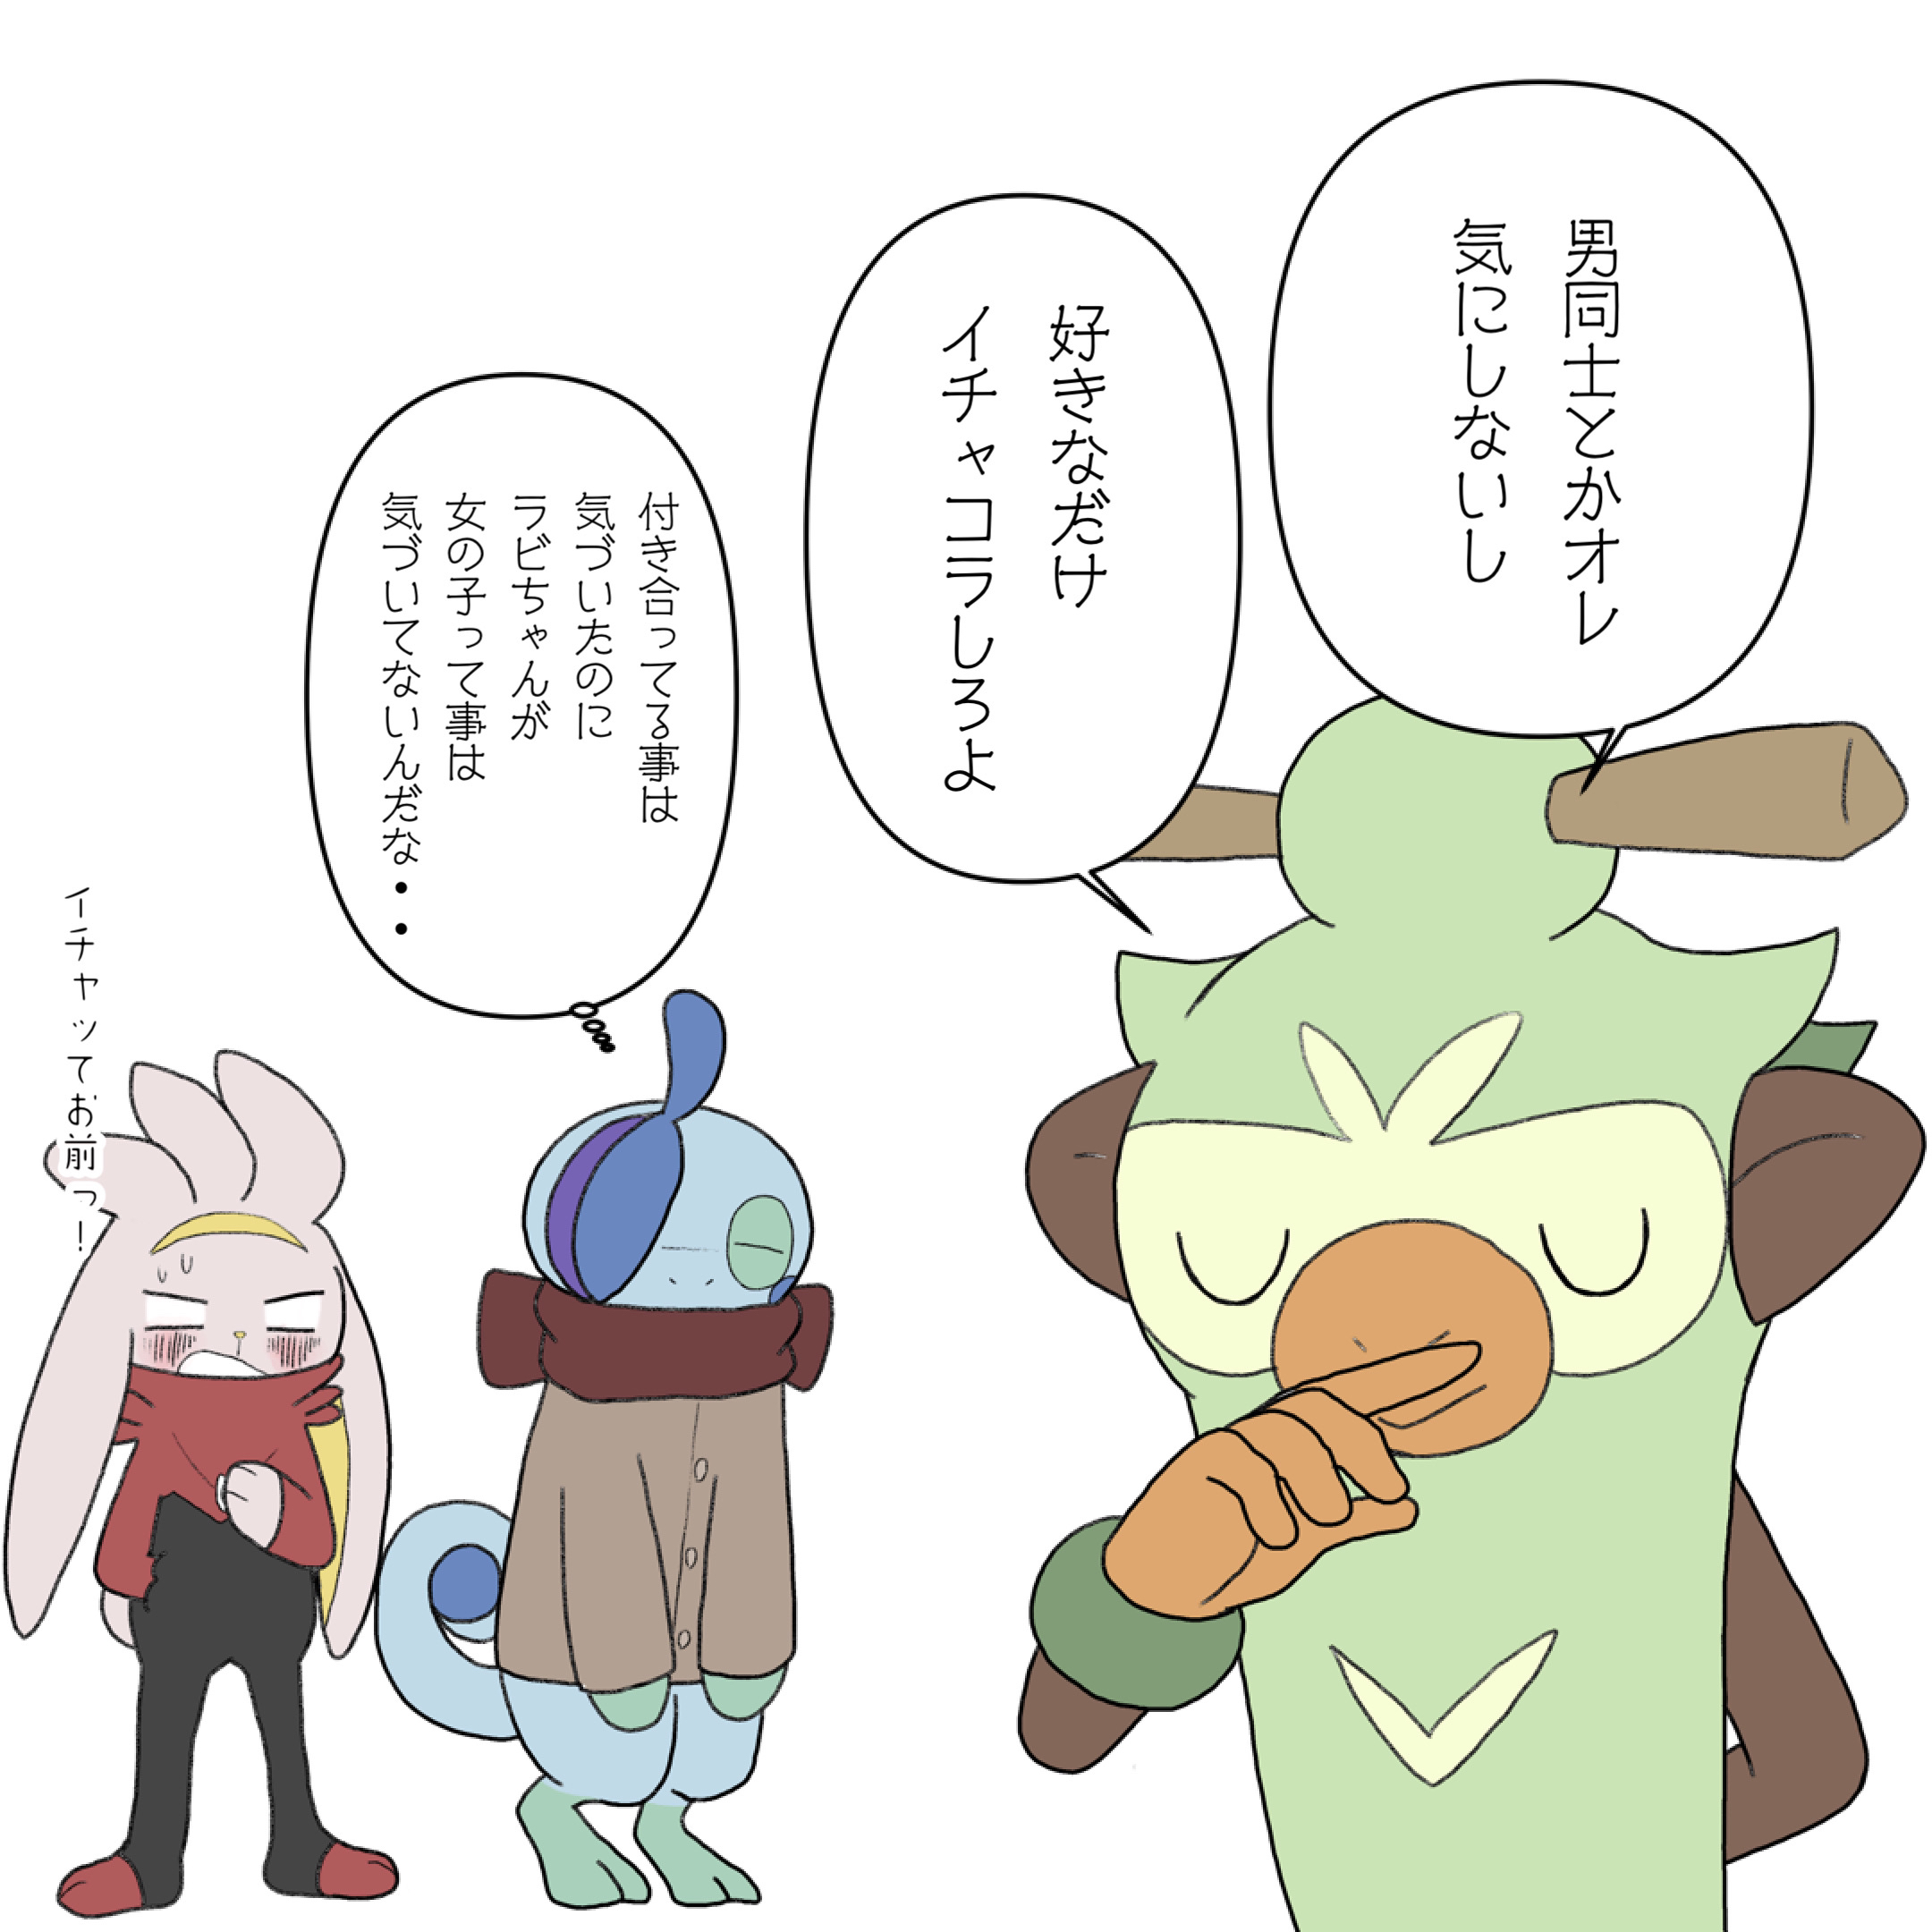 男同士とかオレ
気にしないし
好きなだけ
イチャコラしろよ
付き合ってる事は
気づいたのに
ラビちゃんが
女の子って事は
気づいてないんだな・・
イチャッてお前っ!